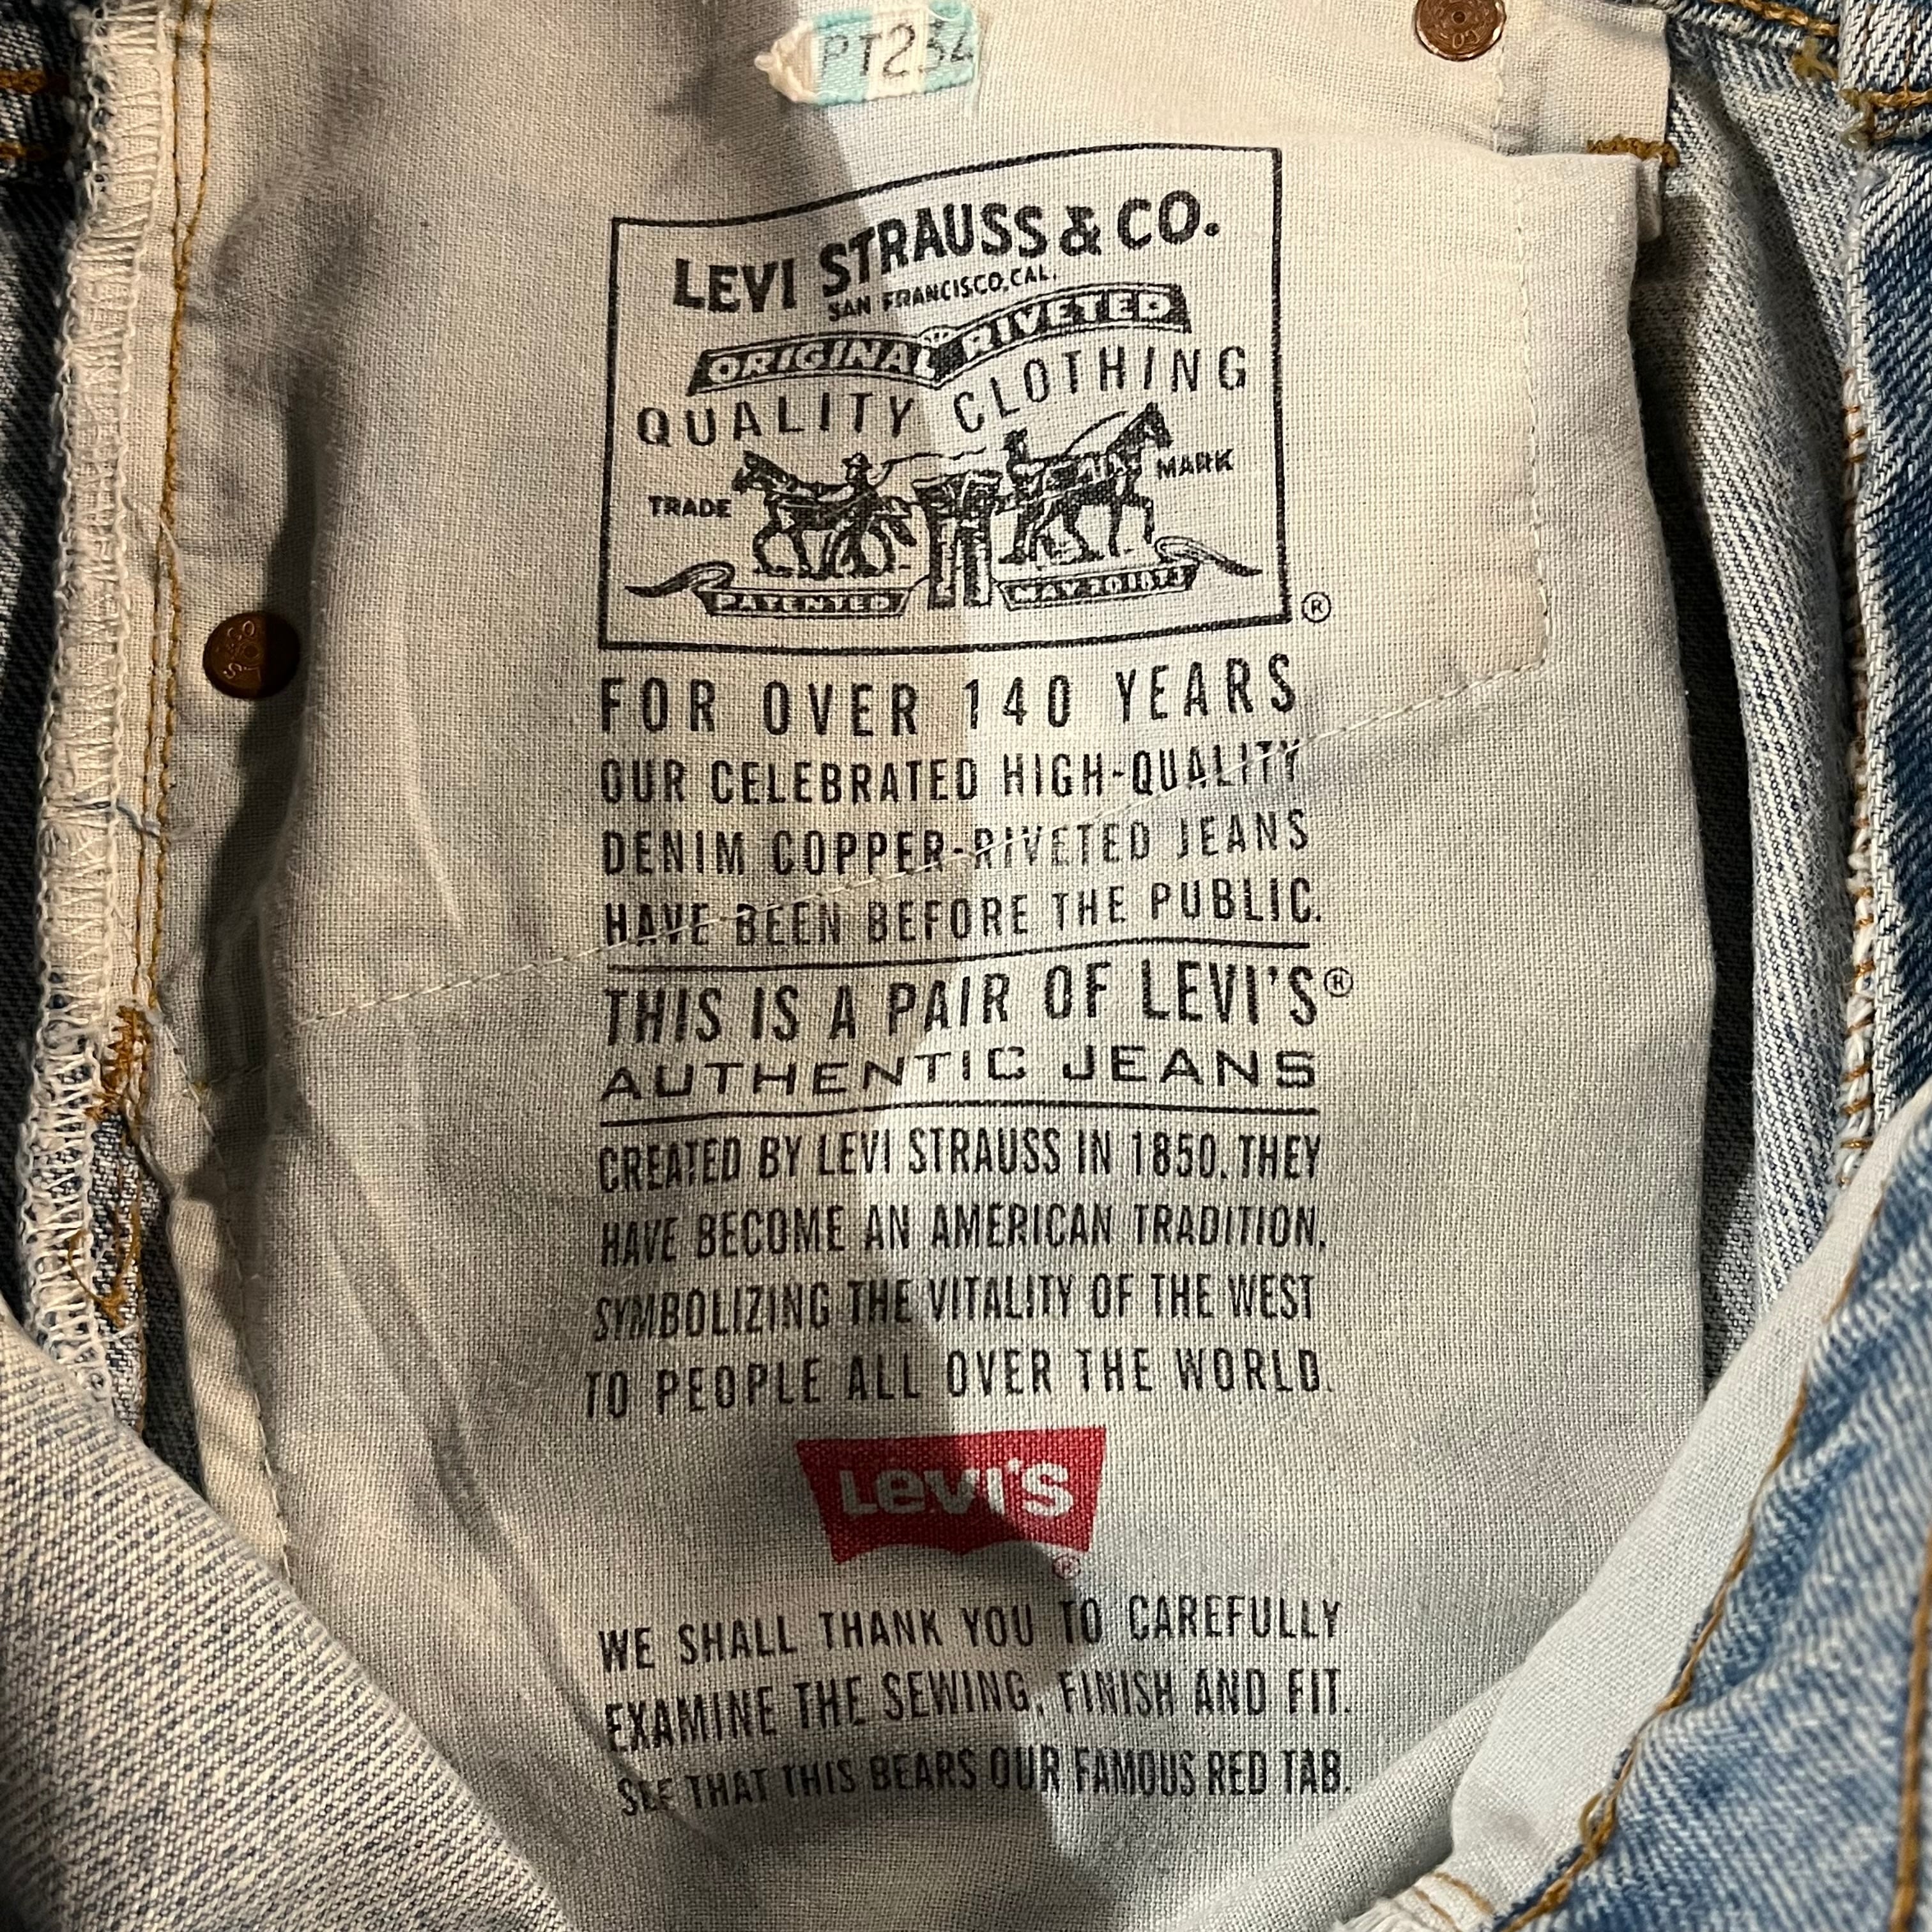 PT234
LEVI STRAUSS & CO.
SAN FRANCISCO, CAL.
ORIGINAL RIVETED
QUALITY CLOTHING
TRADE MARK
PATENTED MAY 20 1873
®
FOR OVER 140 YEARS
OUR CELEBRATED HIGH-QUALITY
DENIM COPPER-RIVETED JEANS
HAVE BEEN BEFORE THE PUBLIC.
THIS IS A PAIR OF LEVI'S®
AUTHENTIC JEANS
CREATED BY LEVI STRAUSS IN 1850. THEY
HAVE BECOME AN AMERICAN TRADITION,
SYMBOLIZING THE VITALITY OF THE WEST
TO PEOPLE ALL OVER THE WORLD.
LEVI'S
®
WE SHALL THANK YOU TO CAREFULLY
EXAMINE THE SEWING, FINISH AND FIT.
SEE THAT THIS BEARS OUR FAMOUS RED TAB.